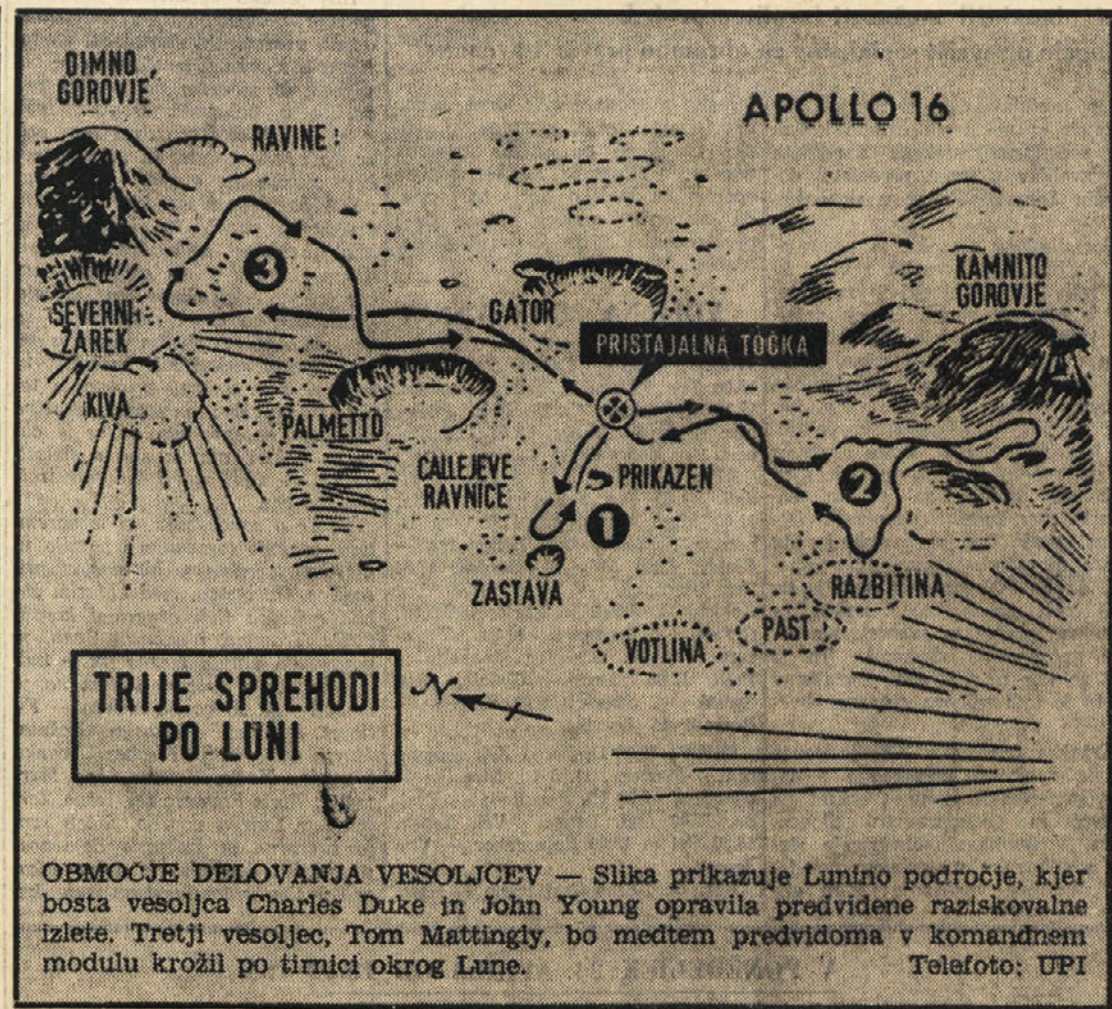 DIMNO
GOROVJE
RAVINE
APOLLO 16
3
SEVERNI
ŽAREK
GATOR
KAMNITO
GOROVJE
PRISTAJALNA TOČKA
KIVA
PALMETTO
CALLEJEVE
RAVNICE
PRIKAZEN
2
1
ZASTAVA
RAZBITINA
PAST
VOTLINA
TRIJE SPREHODI
PO LUNI
N
OBMOČJE DELOVANJA VESOLJCEV — Slika prikazuje Lunino področje, kjer
bosta vesoljca Charles Duke in John Young opravila predvidene raziskovalne
izlete. Tretji vesoljec, Tom Mattingly, bo medtem predvidoma v komandnem
modulu krožil po tirnici okrog Lune. Telefoto: UPI